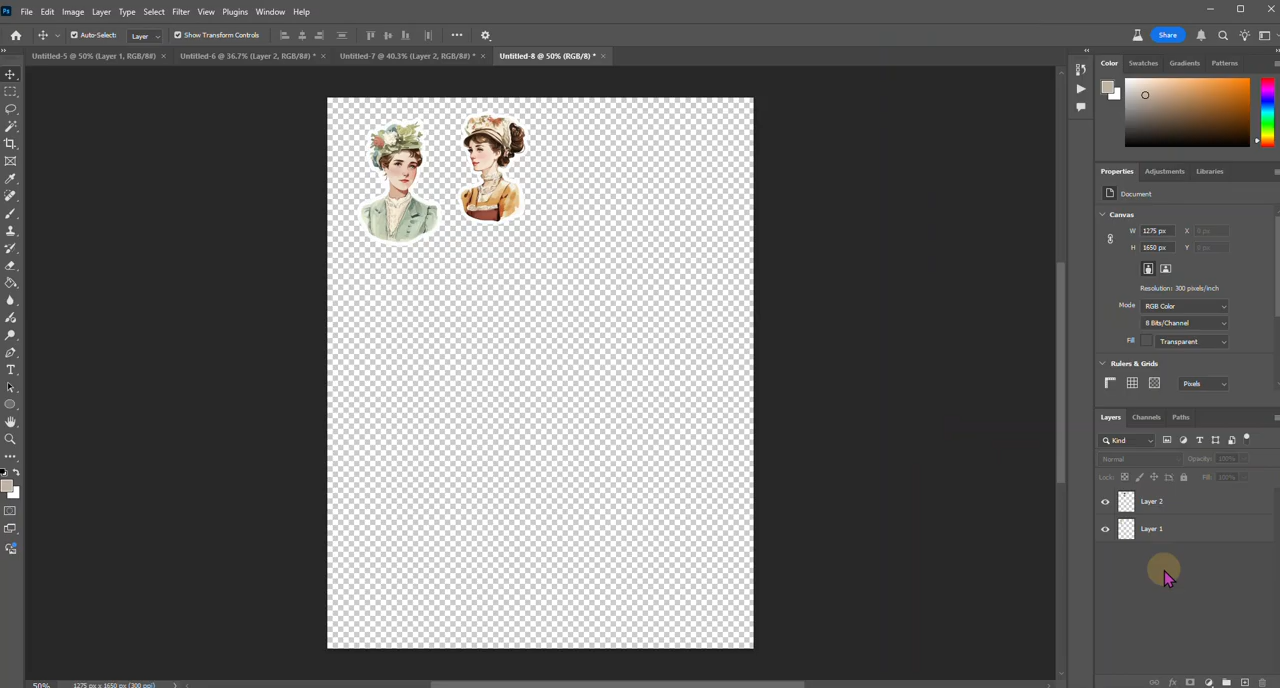 Ps File Edit Image Layer Type Select Filter View Plugins Window Help
Auto-Select: Layer Show Transform Controls Share
Untitled-5 @ 50% (Layer 1, RGB/8#) × Untitled-6 @ 36.7% (Layer 2, RGB/8#) * × Untitled-7 @ 40.3% (Layer 2, RGB/8#) * × Untitled-8 @ 50% (RGB/8) * ×
Color Swatches Gradients Patterns
Properties Adjustments Libraries
Document
Canvas
W 1275 px X 0 px
H 1650 px Y 0 px
Resolution: 300 pixels/inch
Mode RGB Color
8 Bits/Channel
Fill Transparent
Rulers & Grids
Pixels
Layers Channels Paths
Kind
Normal Opacity: 100%
Lock: Fill: 100%
Layer 2
Layer 1
50% 1275 px x 1650 px (300 ppi)